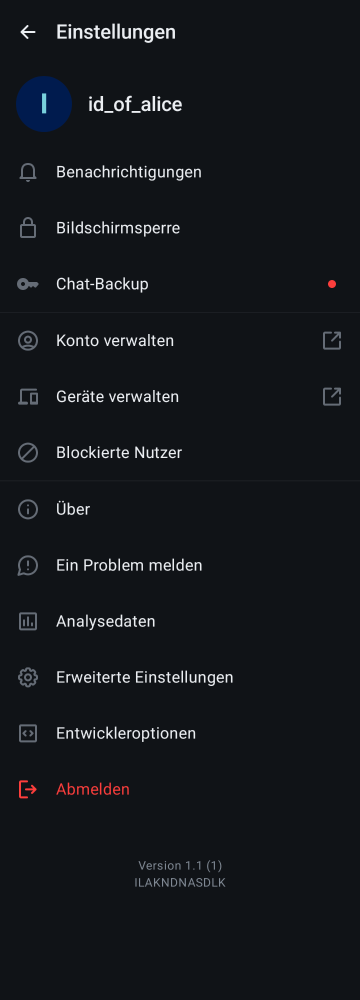 Einstellungen
I
id_of_alice
Benachrichtigungen
Bildschirmsperre
Chat-Backup
Konto verwalten
Geräte verwalten
Blockierte Nutzer
Über
Ein Problem melden
Analysedaten
Erweiterte Einstellungen
Entwickleroptionen
Abmelden
Version 1.1 (1)
ILAKNDNASDLK